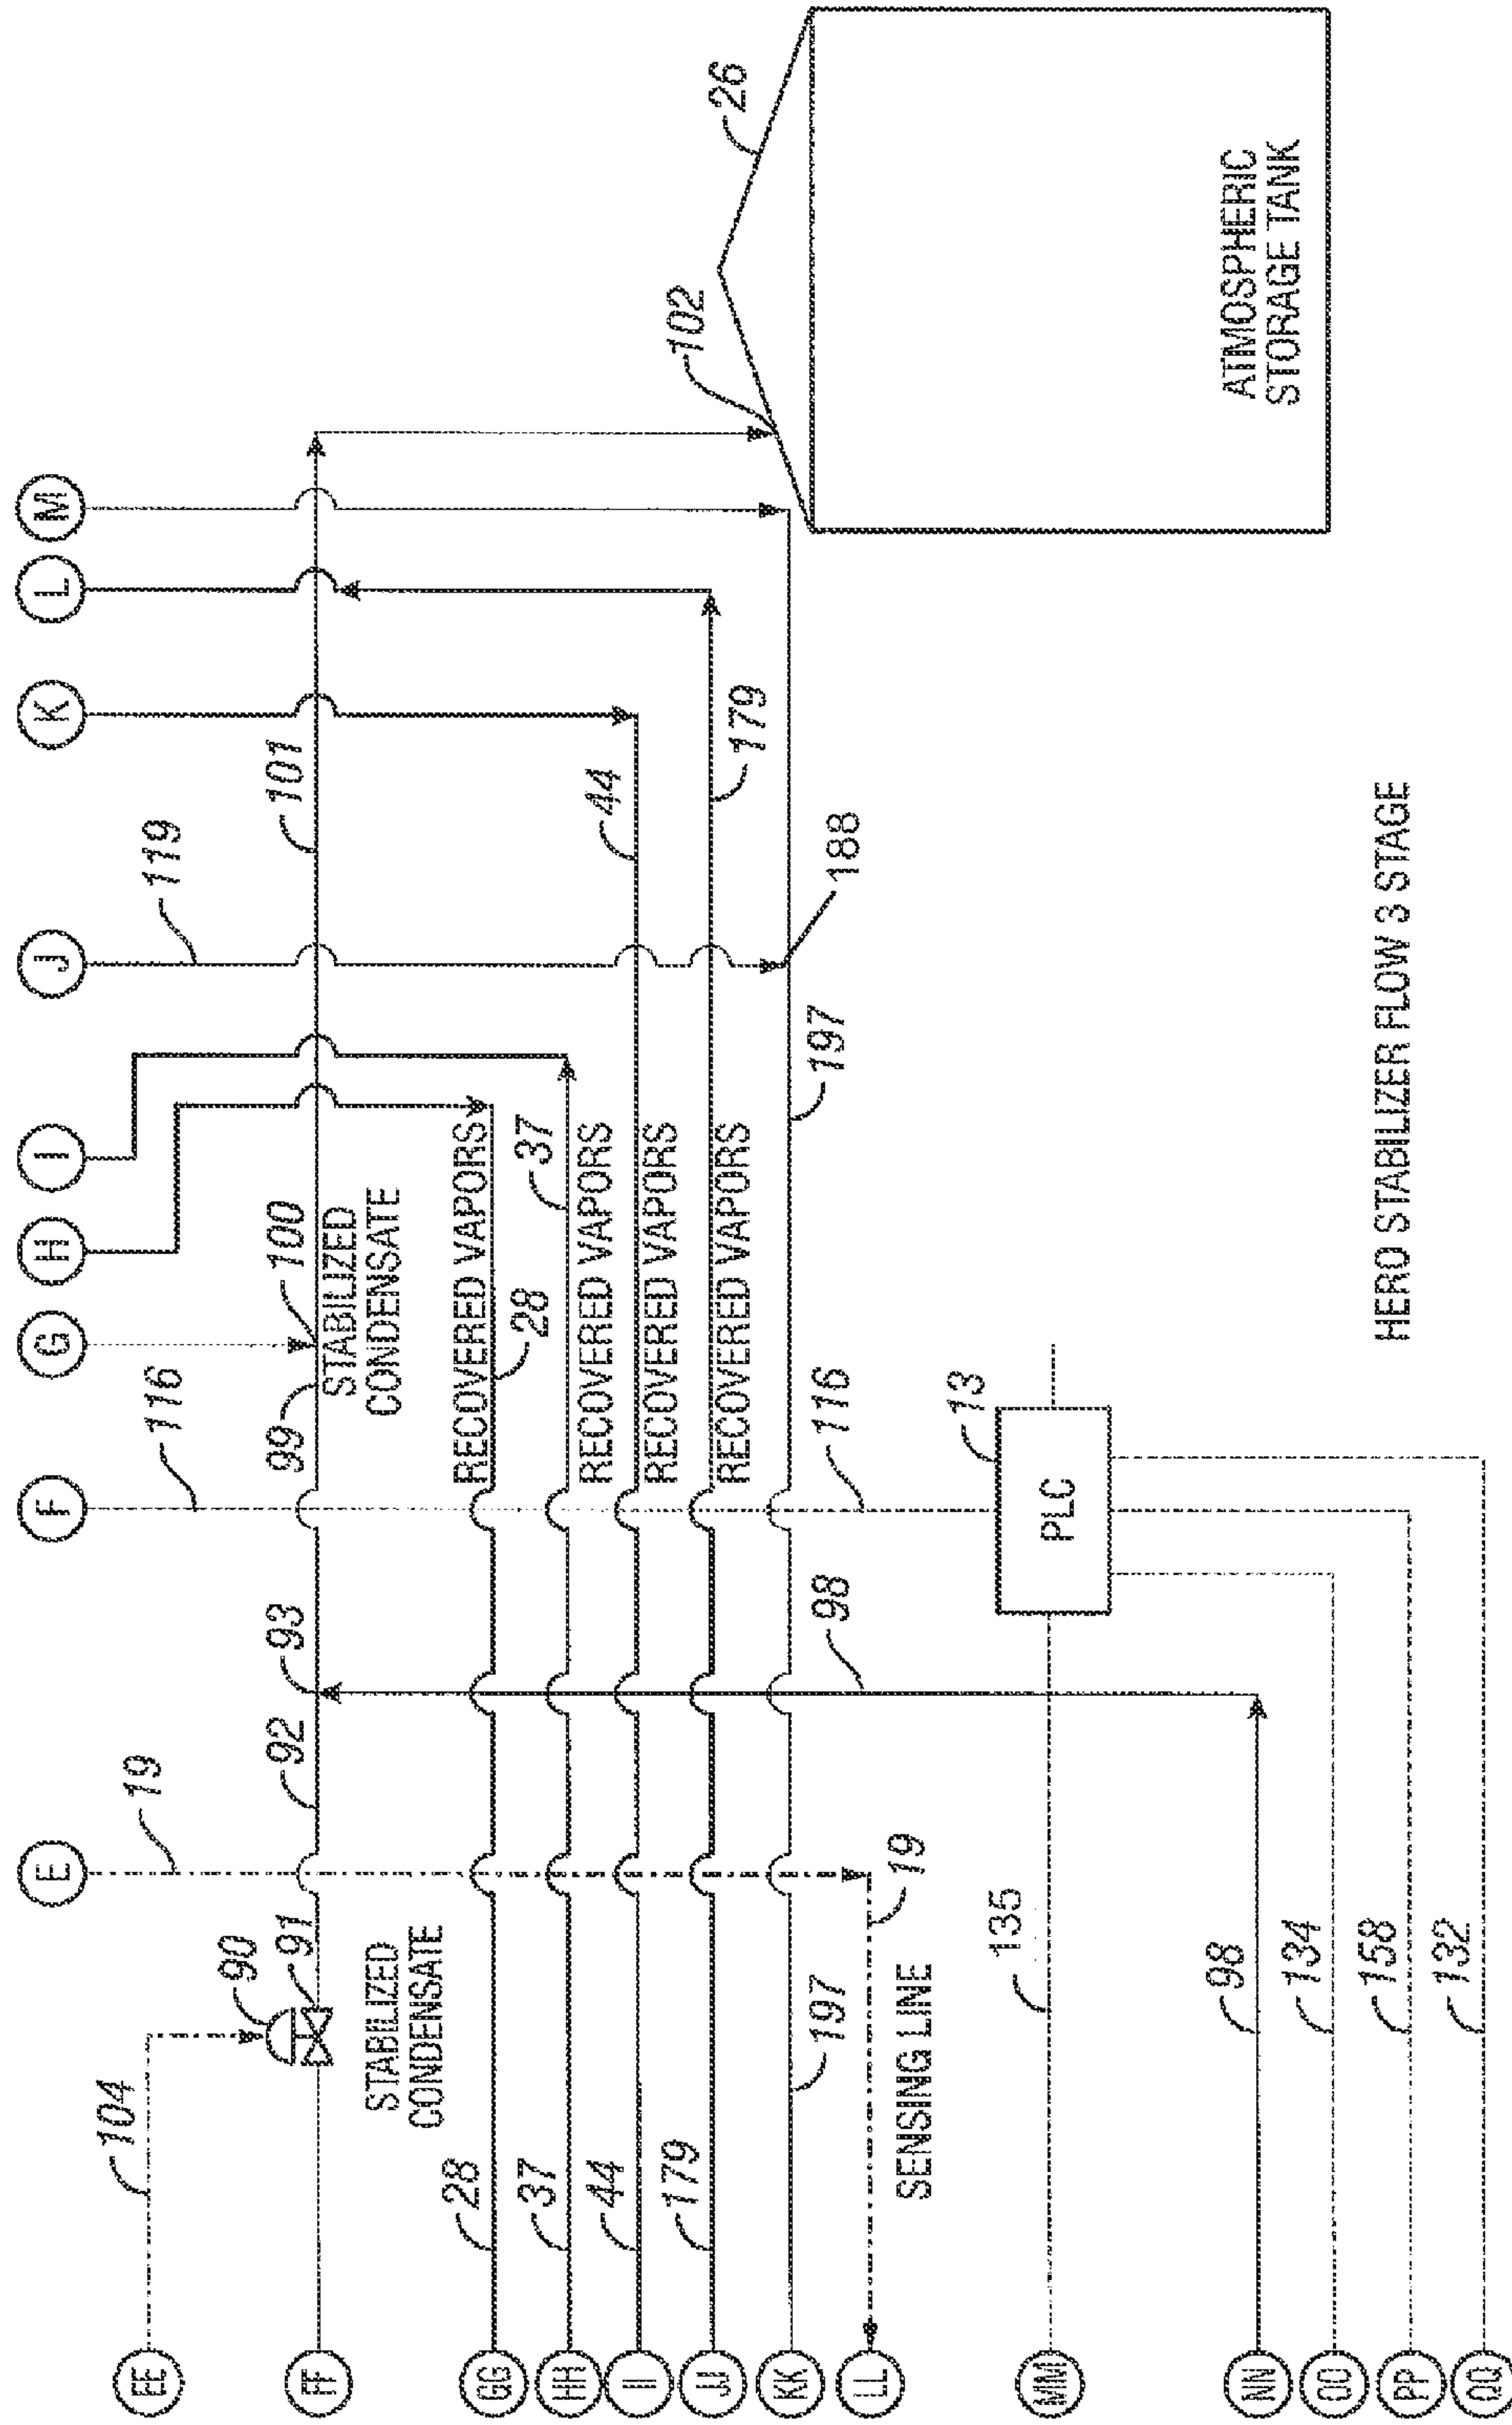 E
F
G
H
I
J
K
L
M
EE
104
19
116
119
90
91
92
93
99
100
101
102
26
FF
STABILIZED
CONDENSATE
STABILIZED
CONDENSATE
GG
28
RECOVERED VAPORS
28
HH
37
37
RECOVERED VAPORS
II
44
RECOVERED VAPORS
44
JJ
179
RECOVERED VAPORS
179
KK
197
197
188
LL
SENSING LINE
19
98
116
MM
135
PLC
13
ATMOSPHERIC
STORAGE TANK
NN
98
OO
134
PP
158
QQ
132
HERO STABILIZER FLOW 3 STAGE